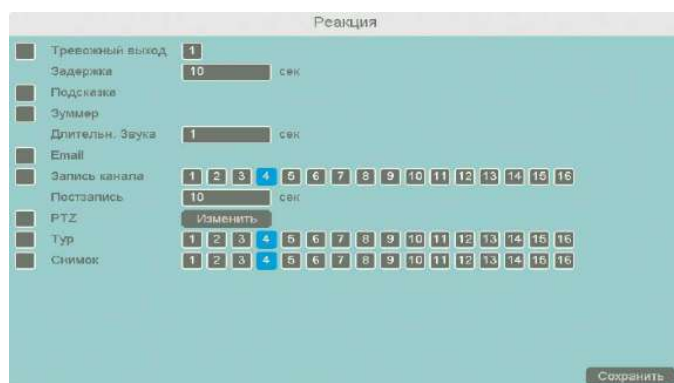 Реакция
Тревожный выход 1
Задержка 10 сек
Подсказка
Зуммер
Длительн. Звука 1 сек
Email
Запись канала 1 2 3 4 5 6 7 8 9 10 11 12 13 14 15 16
Постзапись 10 сек
PTZ Изменить
Тур 1 2 3 4 5 6 7 8 9 10 11 12 13 14 15 16
Снимок 1 2 3 4 5 6 7 8 9 10 11 12 13 14 15 16
Сохранить